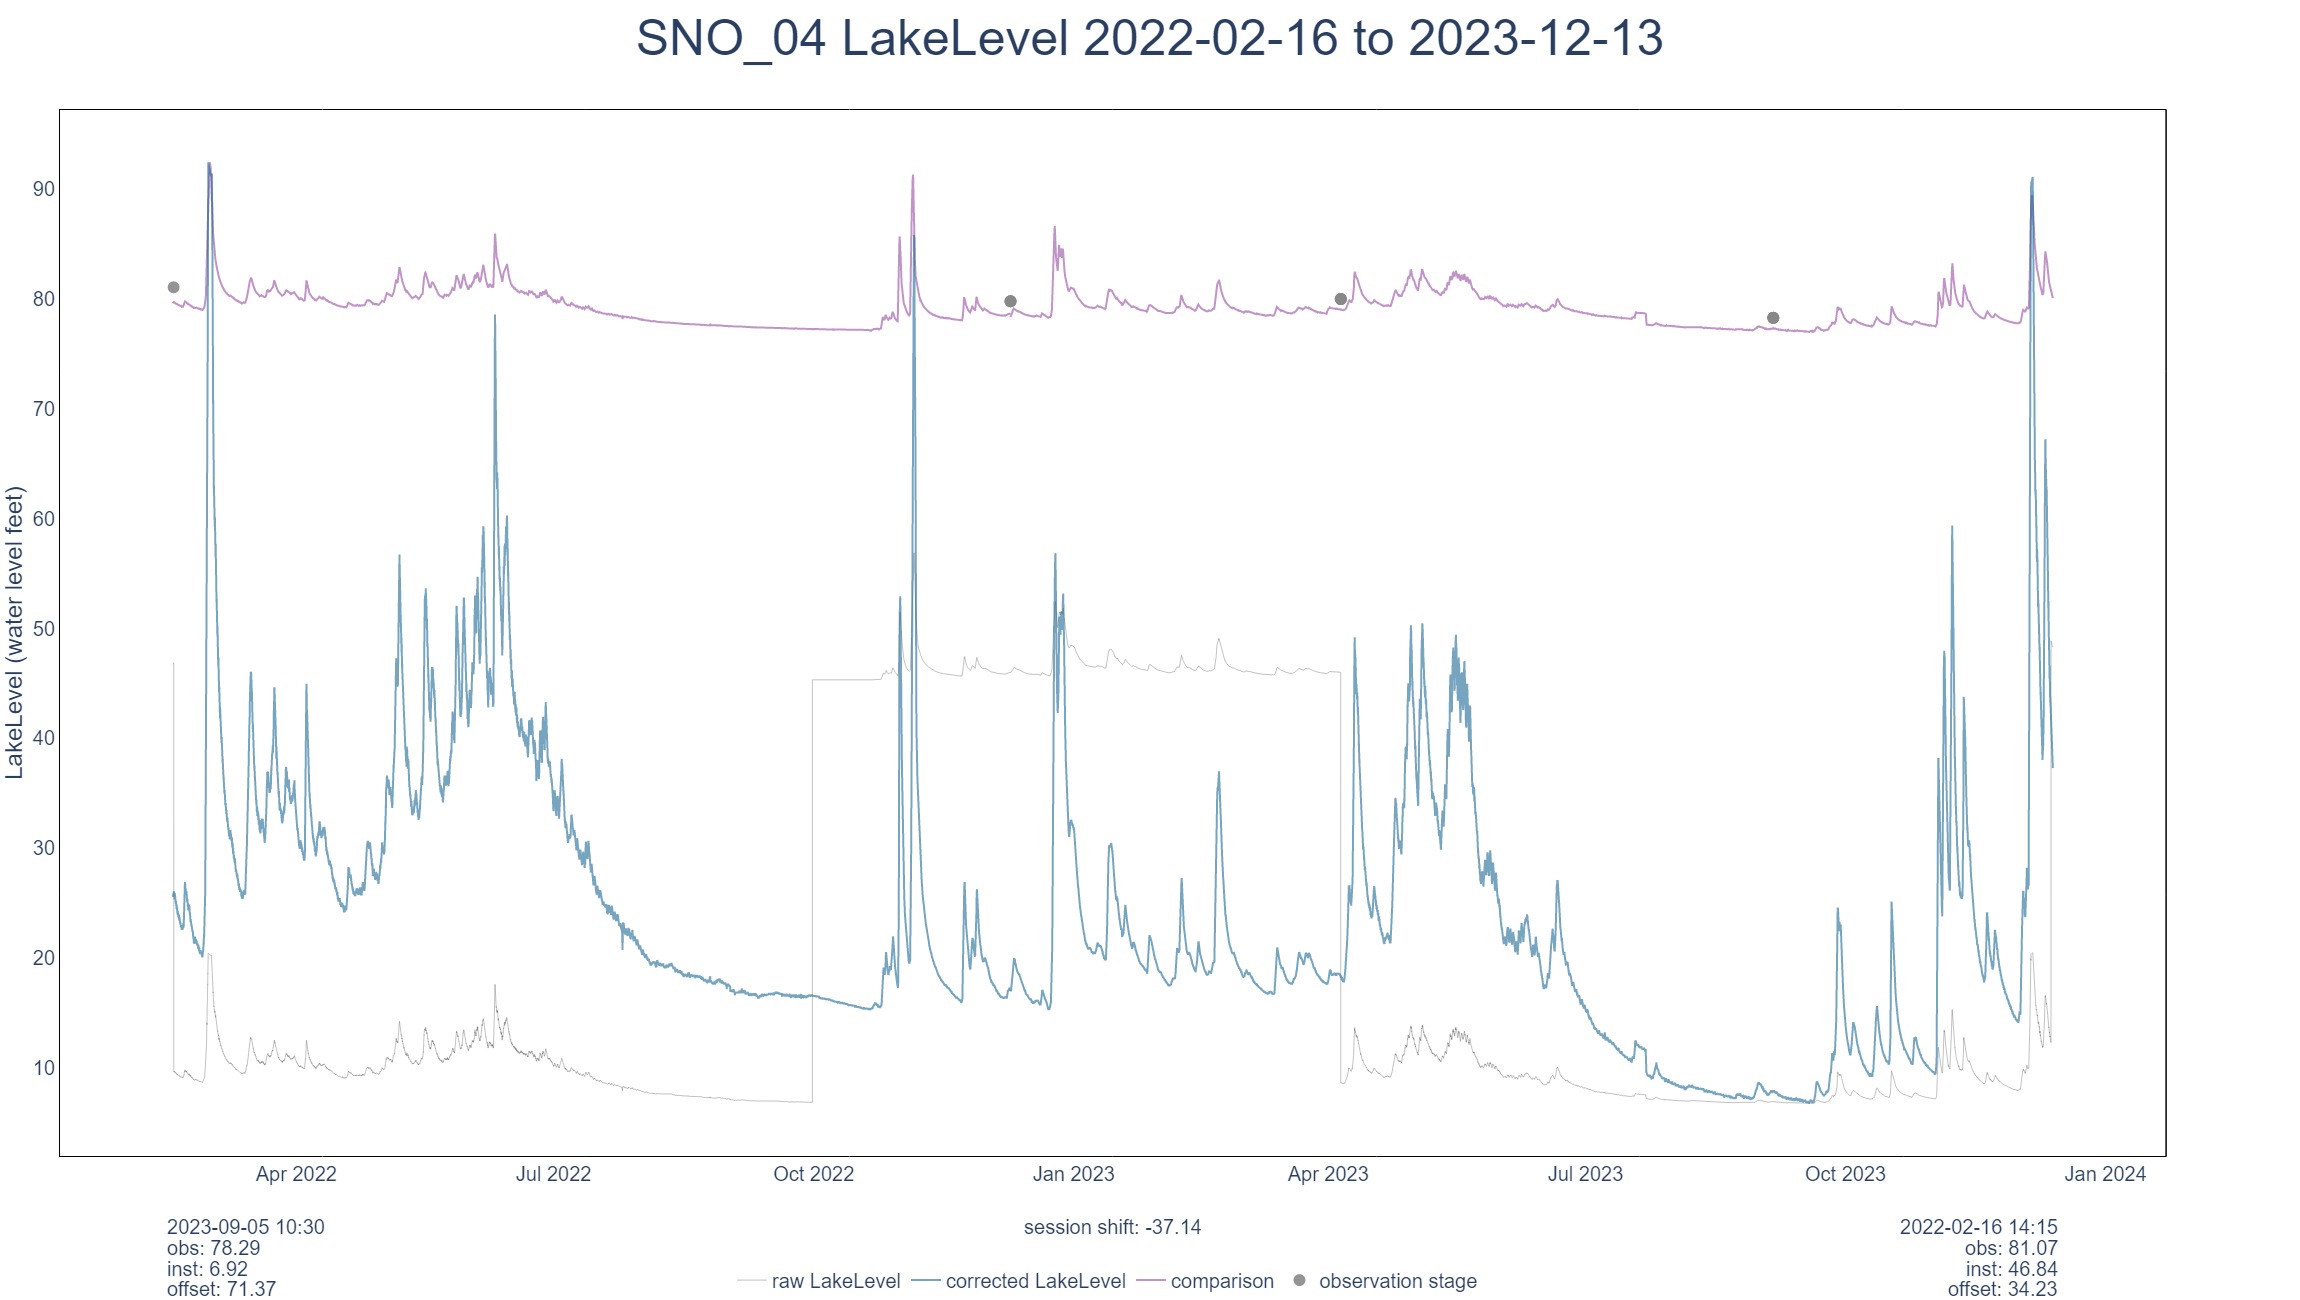 SNO_04 LakeLevel 2022-02-16 to 2023-12-13
LakeLevel (water level feet)
90
80
70
60
50
40
30
20
10
Apr 2022
Jul 2022
Oct 2022
Jan 2023
Apr 2023
Jul 2023
Oct 2023
Jan 2024
2023-09-05 10:30
obs: 78.29
inst: 6.92
offset: 71.37
session shift: -37.14
2022-02-16 14:15
obs: 81.07
inst: 46.84
offset: 34.23
raw LakeLevel
corrected LakeLevel
comparison
observation stage